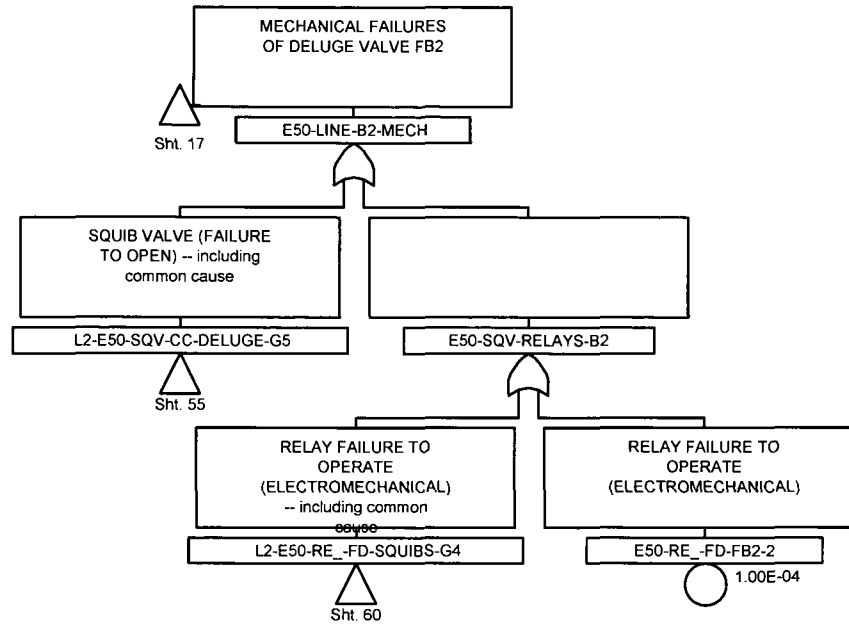 MECHANICAL FAILURES
OF DELUGE VALVE FB2
Sht. 17
E50-LINE-B2-MECH
SQUIB VALVE (FAILURE
TO OPEN) -- including
common cause
L2-E50-SQV-CC-DELUGE-G5
E50-SQV-RELAYS-B2
Sht. 55
RELAY FAILURE TO
OPERATE
(ELECTROMECHANICAL)
-- including common
cause
L2-E50-RE_-FD-SQUIBS-G4
Sht. 60
RELAY FAILURE TO
OPERATE
(ELECTROMECHANICAL)
E50-RE_-FD-FB2-2
1.00E-04